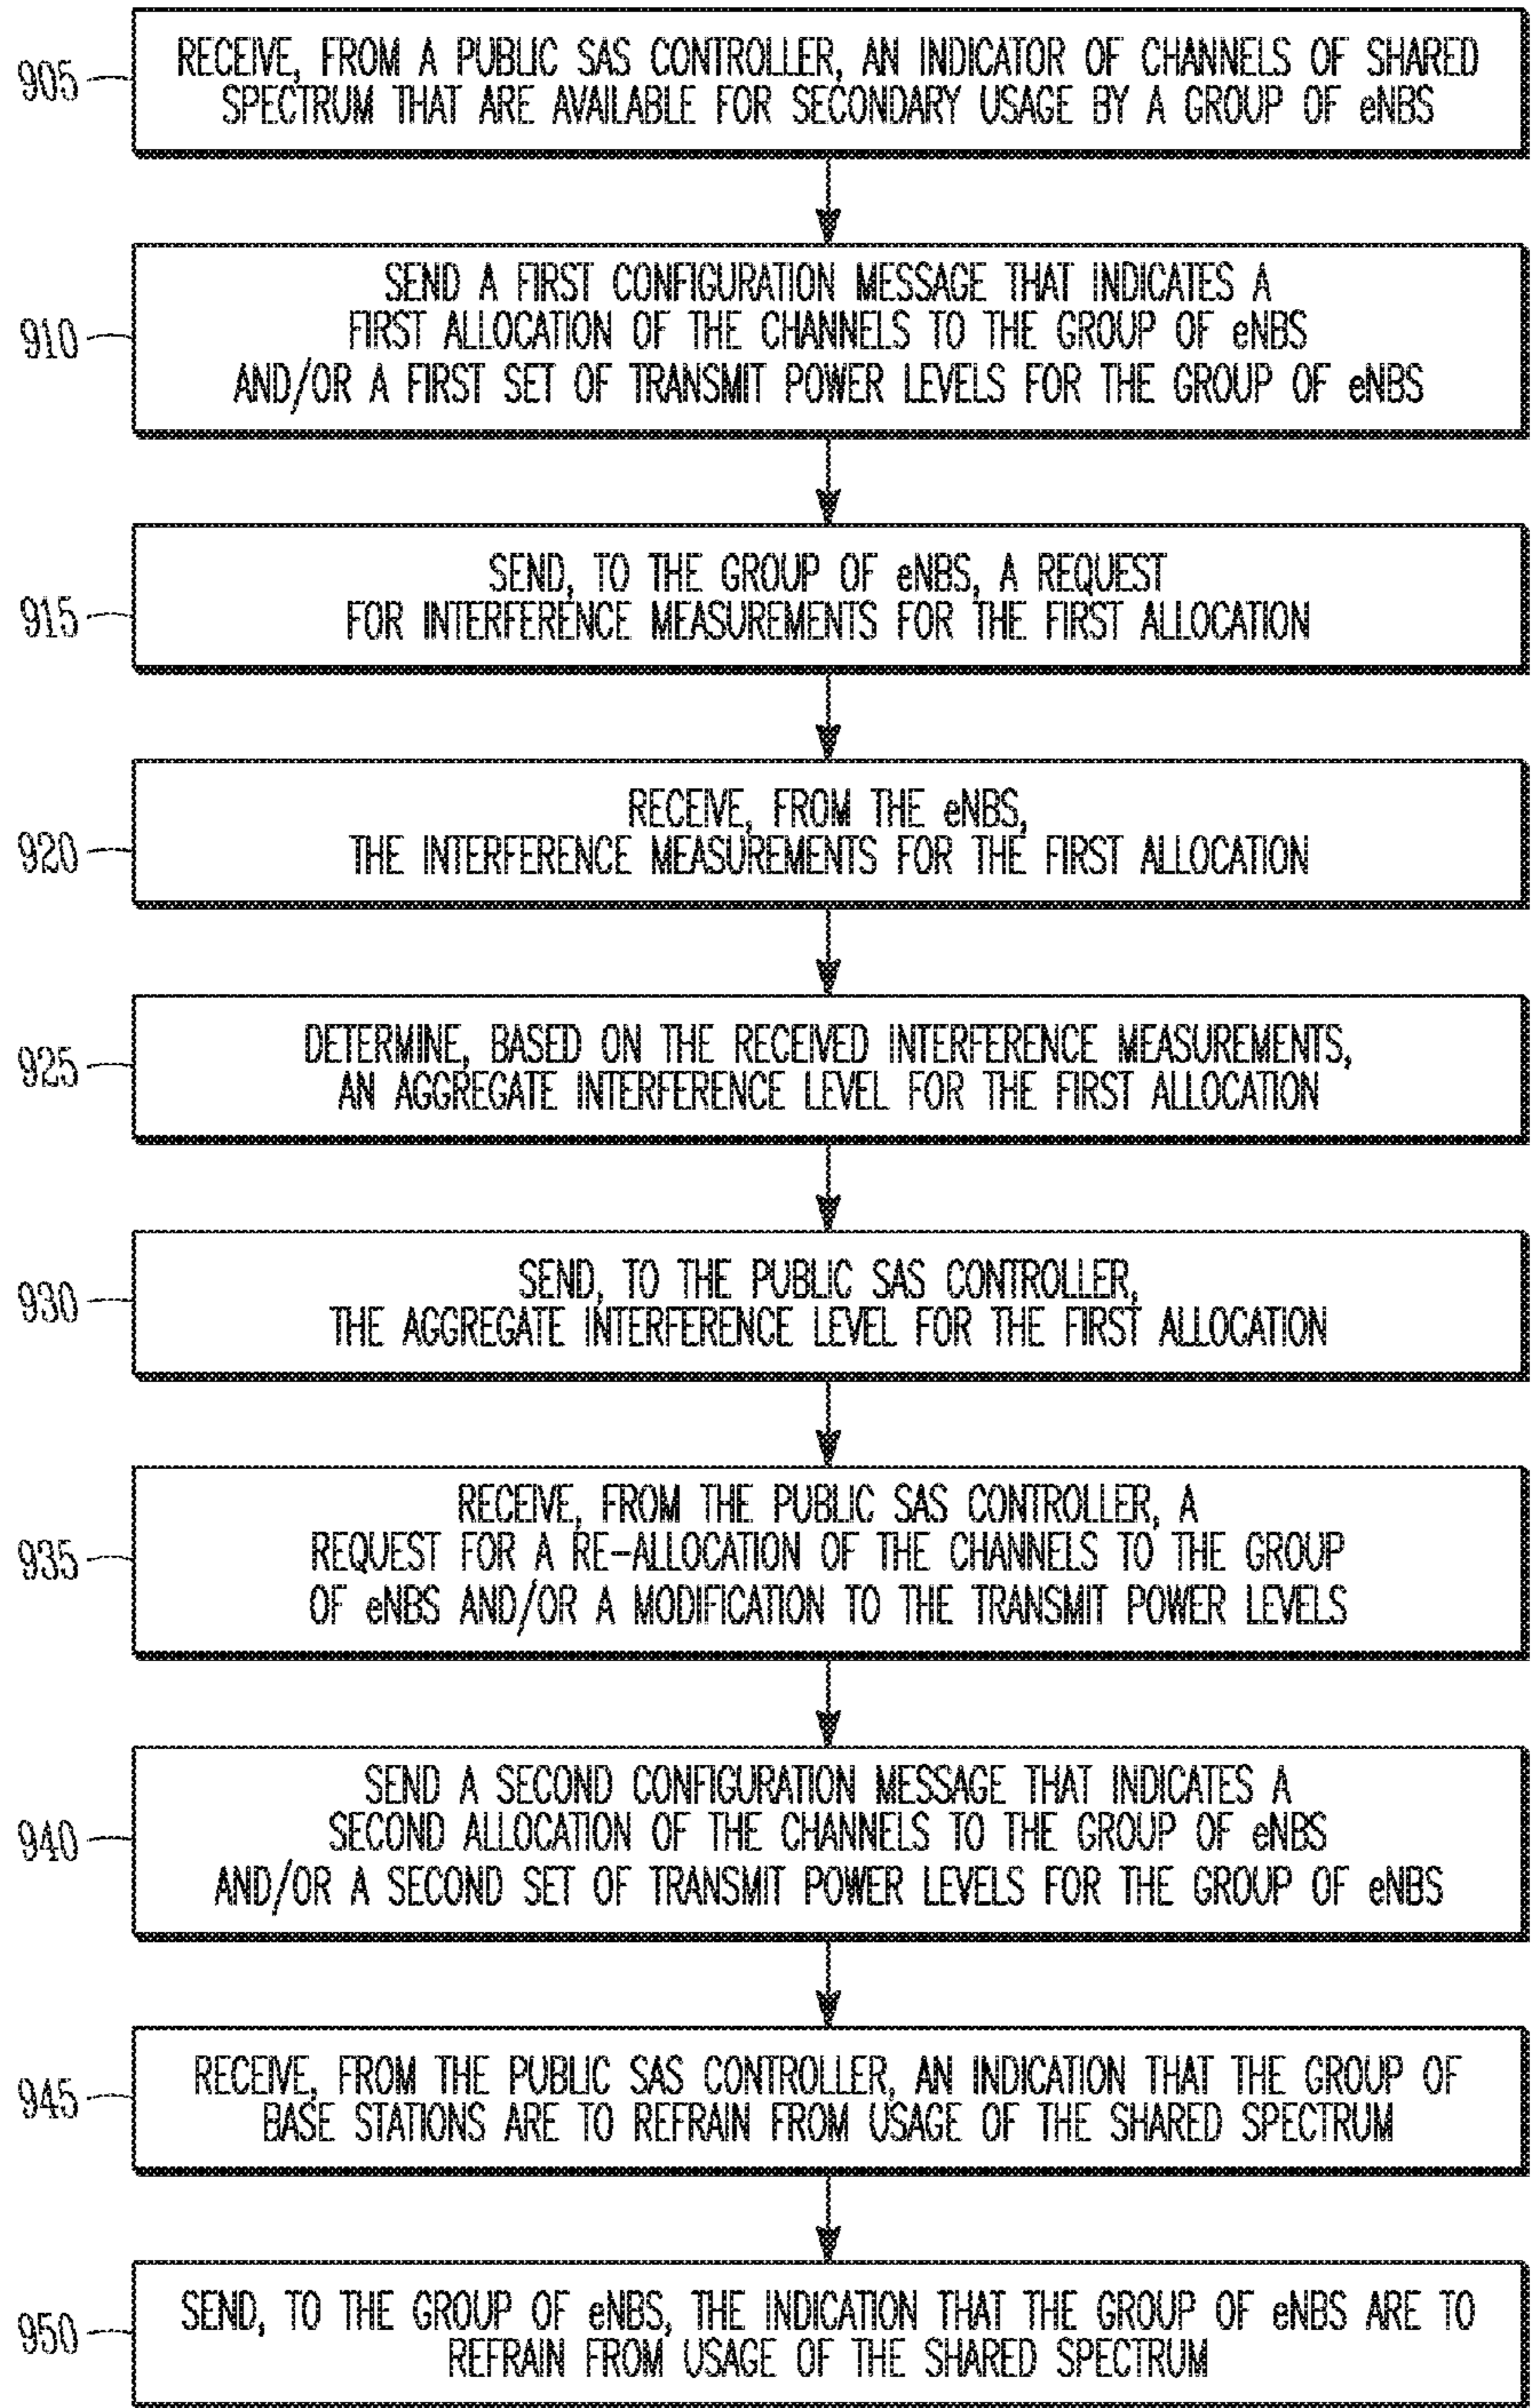 905
RECEIVE, FROM A PUBLIC SAS CONTROLLER, AN INDICATOR OF CHANNELS OF SHARED
SPECTRUM THAT ARE AVAILABLE FOR SECONDARY USAGE BY A GROUP OF eNBS
910
SEND A FIRST CONFIGURATION MESSAGE THAT INDICATES A
FIRST ALLOCATION OF THE CHANNELS TO THE GROUP OF eNBS
AND/OR A FIRST SET OF TRANSMIT POWER LEVELS FOR THE GROUP OF eNBS
915
SEND, TO THE GROUP OF eNBS, A REQUEST
FOR INTERFERENCE MEASUREMENTS FOR THE FIRST ALLOCATION
920
RECEIVE, FROM THE eNBS,
THE INTERFERENCE MEASUREMENTS FOR THE FIRST ALLOCATION
925
DETERMINE, BASED ON THE RECEIVED INTERFERENCE MEASUREMENTS,
AN AGGREGATE INTERFERENCE LEVEL FOR THE FIRST ALLOCATION
930
SEND, TO THE PUBLIC SAS CONTROLLER,
THE AGGREGATE INTERFERENCE LEVEL FOR THE FIRST ALLOCATION
935
RECEIVE, FROM THE PUBLIC SAS CONTROLLER, A
REQUEST FOR A RE-ALLOCATION OF THE CHANNELS TO THE GROUP
OF eNBS AND/OR A MODIFICATION TO THE TRANSMIT POWER LEVELS
940
SEND A SECOND CONFIGURATION MESSAGE THAT INDICATES A
SECOND ALLOCATION OF THE CHANNELS TO THE GROUP OF eNBS
AND/OR A SECOND SET OF TRANSMIT POWER LEVELS FOR THE GROUP OF eNBS
945
RECEIVE, FROM THE PUBLIC SAS CONTROLLER, AN INDICATION THAT THE GROUP OF
BASE STATIONS ARE TO REFRAIN FROM USAGE OF THE SHARED SPECTRUM
950
SEND, TO THE GROUP OF eNBS, THE INDICATION THAT THE GROUP OF eNBS ARE TO
REFRAIN FROM USAGE OF THE SHARED SPECTRUM